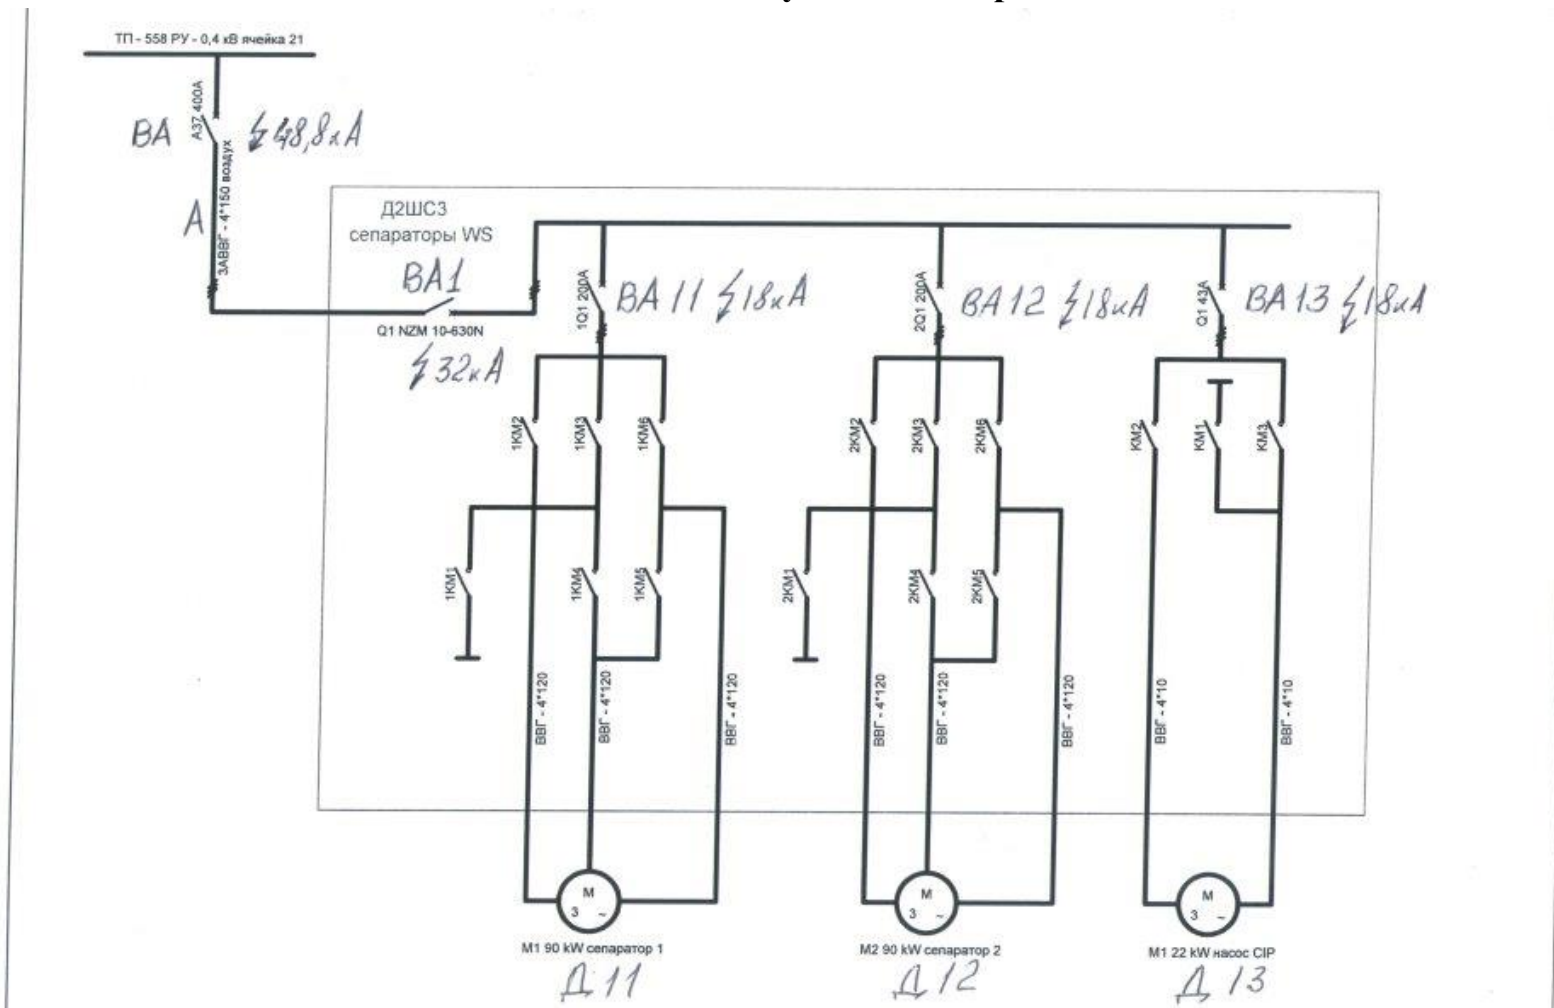 ТП - 558 РУ - 0,4 кВ ячейка 21
А37 400А
ВА
48,8кА
ЗАВВГ - 4*150 воздух
А
Д2ШС3
сепараторы WS
ВА1
Q1 NZM 10-630N
32кА
1Q1 200А
ВА11 18кА
2Q1 200А
ВА12 18кА
Q1 43А
ВА13 18кА
1КМ2
1КМ3
1КМ6
2КМ2
2КМ3
2КМ6
КМ2
КМ1
КМ3
1КМ1
1КМ4
1КМ5
2КМ1
2КМ4
2КМ5
ВВГ - 4*120
ВВГ - 4*120
ВВГ - 4*120
ВВГ - 4*120
ВВГ - 4*120
ВВГ - 4*120
ВВГ - 4*10
ВВГ - 4*10
М
3 ~
М
3 ~
М
3 ~
М1 90 kW сепаратор 1
М2 90 kW сепаратор 2
М1 22 kW насос CIP
Д11
Д12
Д13